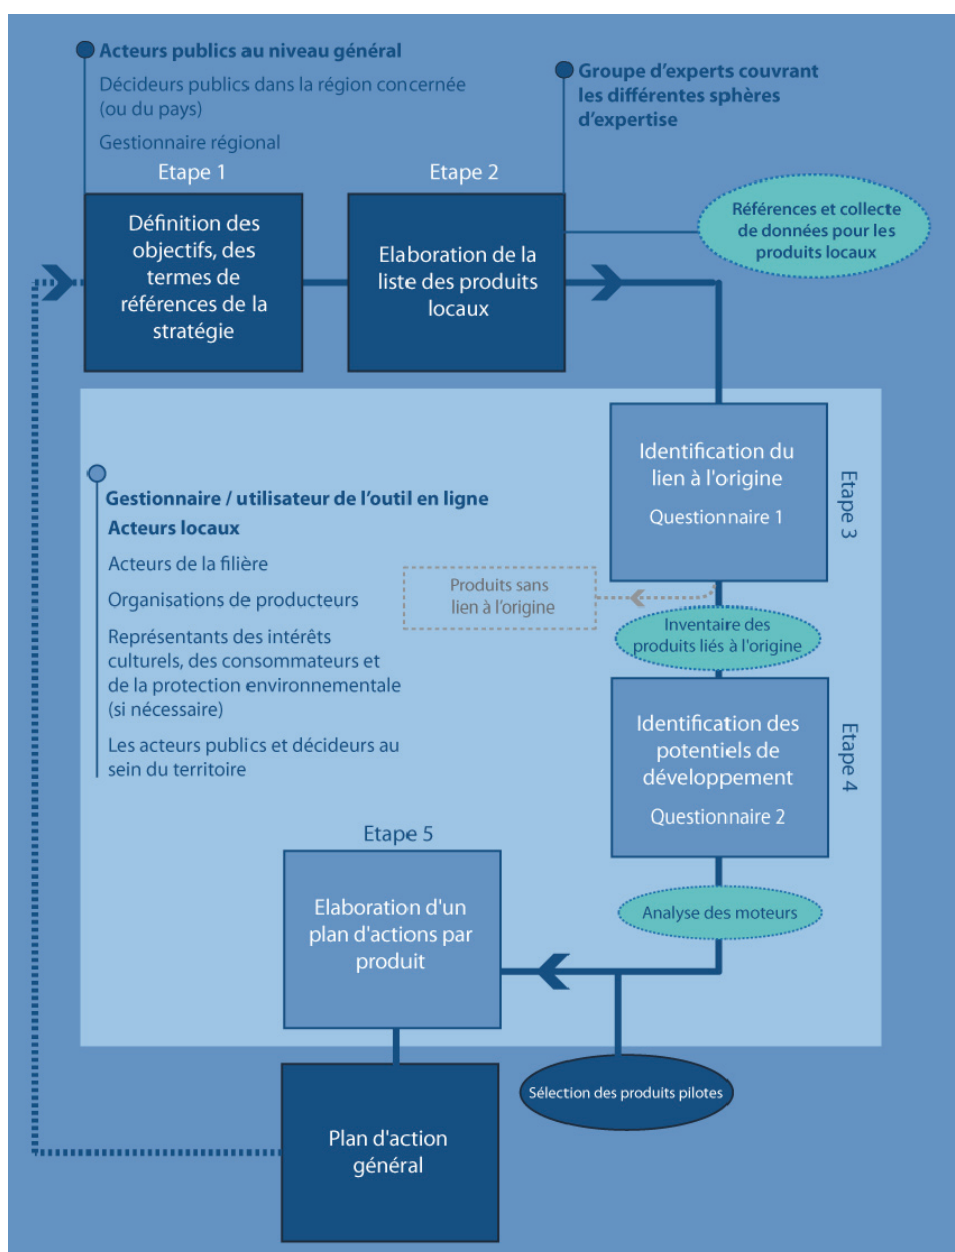 Acteurs publics au niveau général
Décideurs publics dans la région concernée
(ou du pays)
Gestionnaire régional
Groupe d'experts couvrant
les différentes sphères
d'expertise
Etape 1
Définition des
objectifs, des
termes de
références de la
stratégie
Etape 2
Elaboration de la
liste des produits
locaux
Références et collecte
de données pour les
produits locaux
Identification du
lien à l'origine
Questionnaire 1
Etape 3
Gestionnaire / utilisateur de l'outil en ligne
Acteurs locaux
Acteurs de la filière
Organisations de producteurs
Représentants des intérêts
culturels, des consommateurs et
de la protection environnementale
(si nécessaire)
Les acteurs publics et décideurs au
sein du territoire
Produits sans
lien à l'origine
Inventaire des
produits liés à l'origine
Identification des
potentiels de
développement
Questionnaire 2
Etape 4
Analyse des moteurs
Etape 5
Elaboration d'un
plan d'actions par
produit
Sélection des produits pilotes
Plan d'action
général